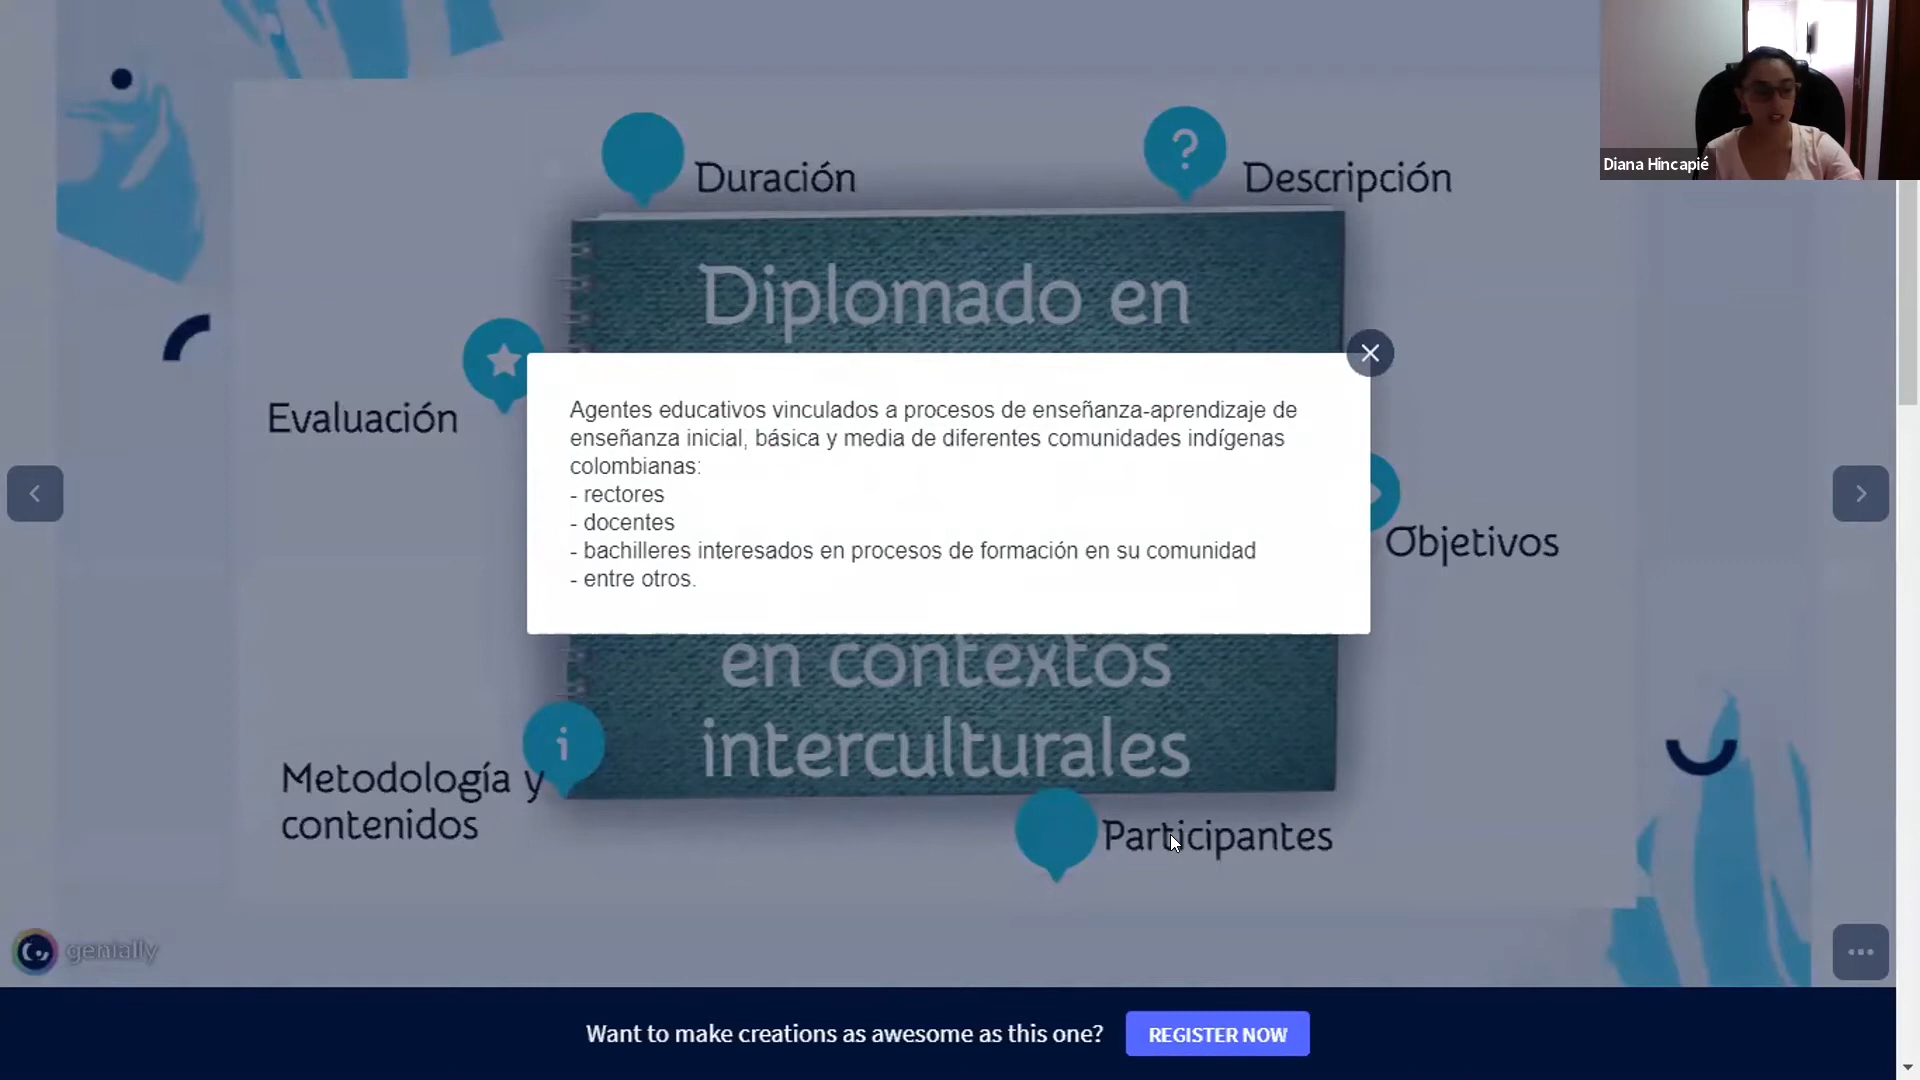 Diana Hincapié
Duración
Descripción
Diplomado en
Evaluación
Agentes educativos vinculados a procesos de enseñanza-aprendizaje de
enseñanza inicial, básica y media de diferentes comunidades indígenas
colombianas:
- rectores
- docentes
- bachilleres interesados en procesos de formación en su comunidad
- entre otros.
Objetivos
en contextos
interculturales
Metodología y
contenidos
Participantes
genially
Want to make creations as awesome as this one?
REGISTER NOW